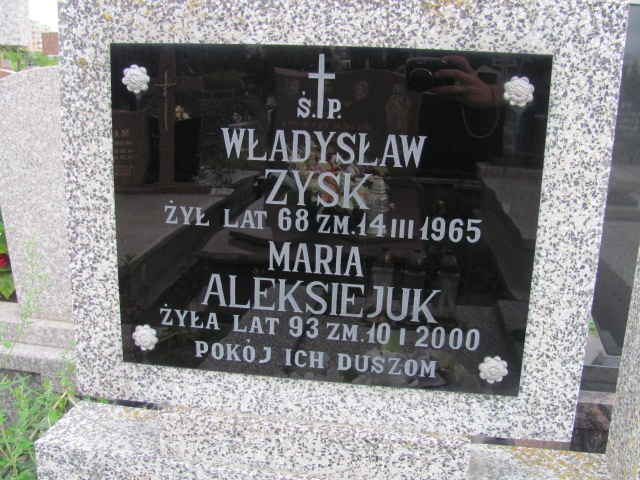 Ś.P.
WŁADYSŁAW
ZYSK
ŻYŁ LAT 68 ZM. 14 III 1965
MARIA
ALEKSIEJUK
ŻYŁA LAT 93 ZM. 10 I 2000
POKÓJ ICH DUSZOM